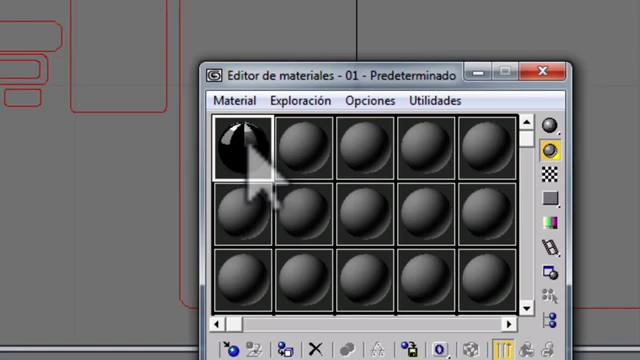 Editor de materiales - 01 - Predeterminado
Material Exploración Opciones Utilidades